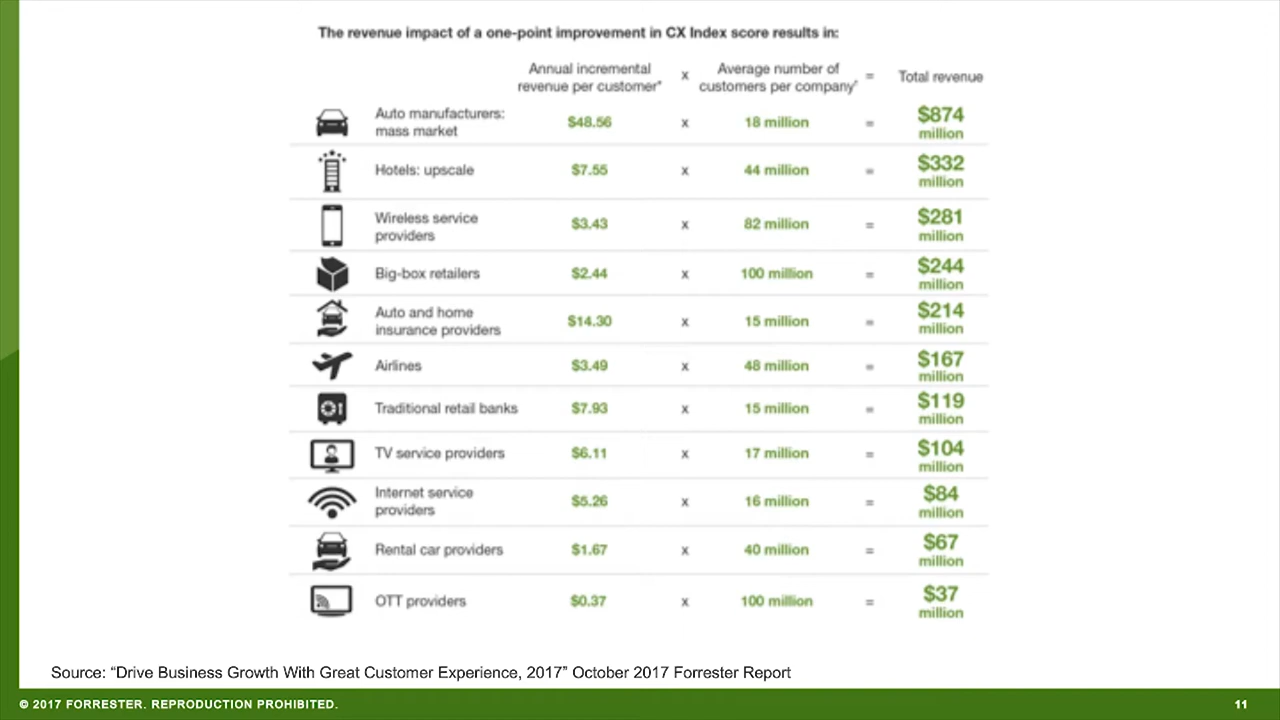 The revenue impact of a one-point improvement in CX Index score results in:
Annual incremental
revenue per customer* x Average number of
customers per company† = Total revenue
Auto manufacturers:
mass market $48.56 x 18 million = $874
million
Hotels: upscale $7.55 x 44 million = $332
million
Wireless service
providers $3.43 x 82 million = $281
million
Big-box retailers $2.44 x 100 million = $244
million
Auto and home
insurance providers $14.30 x 15 million = $214
million
Airlines $3.49 x 48 million = $167
million
Traditional retail banks $7.93 x 15 million = $119
million
TV service providers $6.11 x 17 million = $104
million
Internet service
providers $5.26 x 16 million = $84
million
Rental car providers $1.67 x 40 million = $67
million
OTT providers $0.37 x 100 million = $37
million
Source: “Drive Business Growth With Great Customer Experience, 2017” October 2017 Forrester Report
© 2017 FORRESTER. REPRODUCTION PROHIBITED. 11